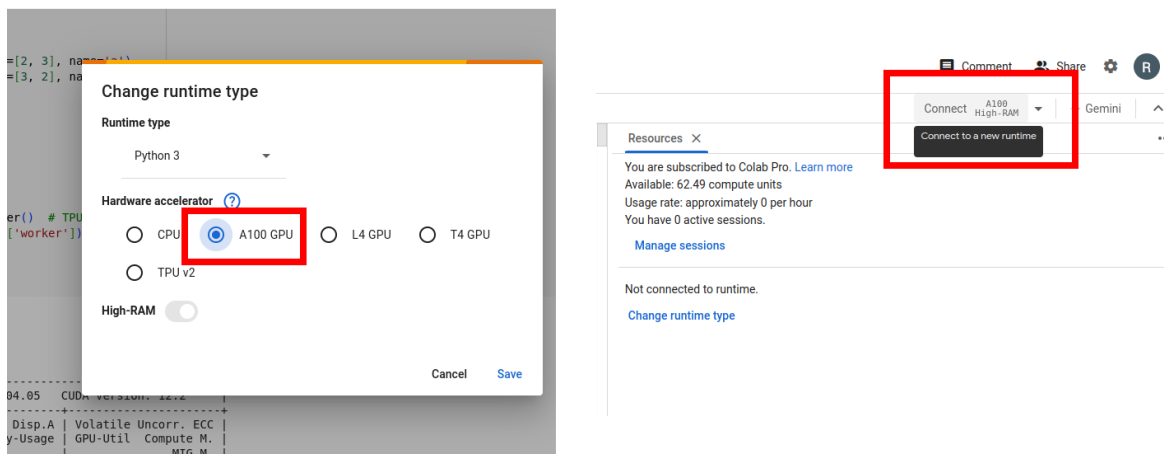 =[2, 3], name='a')
=[3, 2], na
Change runtime type
Runtime type
Python 3
Hardware accelerator ?
CPU A100 GPU L4 GPU T4 GPU
TPU v2
High-RAM
Cancel Save
er() # TPU
['worker'])
04.05 CUDA Version: 12.2 |
----------+----------------------+
Disp.A | Volatile Uncorr. ECC |
y-Usage | GPU-Util Compute M. |
| MIG M. |
Comment Share R
Connect A100 High-RAM Gemini
Connect to a new runtime
Resources ×
You are subscribed to Colab Pro. Learn more
Available: 62.49 compute units
Usage rate: approximately 0 per hour
You have 0 active sessions.
Manage sessions
Not connected to runtime.
Change runtime type